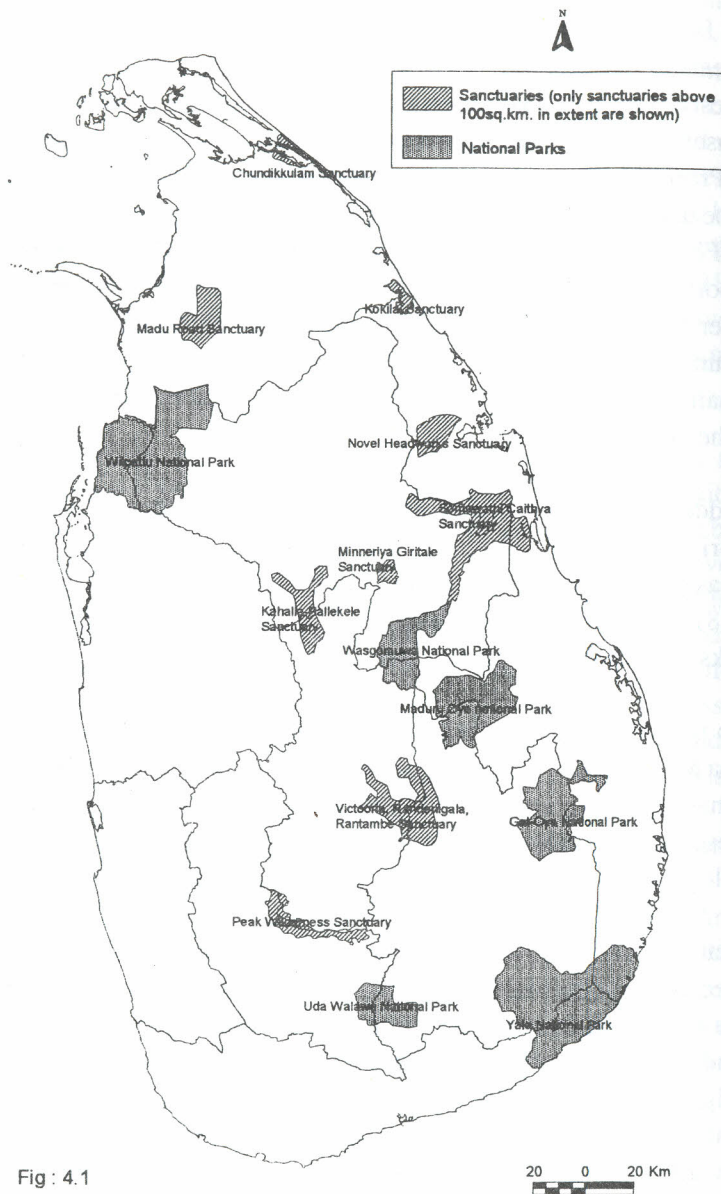 N
Sanctuaries (only sanctuaries above
100sq.km. in extent are shown)
National Parks
Chundikkulam Sanctuary
Kokilai Sanctuary
Madu Road Sanctuary
Novel Headworks Sanctuary
Wilpattu National Park
Somawathi Caithya
Sanctuary
Minneriya Giritale
Sanctuary
Kahalla Pallekele
Sanctuary
Wasgomuwa National Park
Maduru Oya National Park
Victoria, Randenigala,
Rantambe Sanctuary
Gal Oya National Park
Peak Wilderness Sanctuary
Uda Walawe National Park
Yala National Park
Fig : 4.1
20 0 20 Km